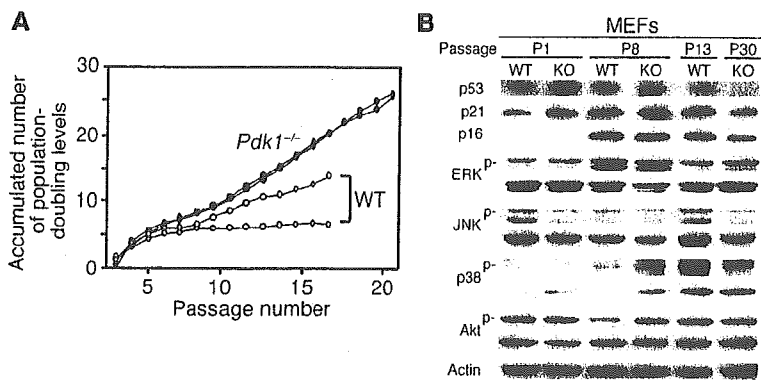 A
Accumulated number
of population-
doubling levels
30
20
10
0
5
10
15
20
Passage number
Pdk1⁻/⁻
WT
B
MEFs
Passage P1 P8 P13 P30
WT KO WT KO WT KO
p53
p21
p16
ERK p-
JNK p-
p38 p-
Akt p-
Actin